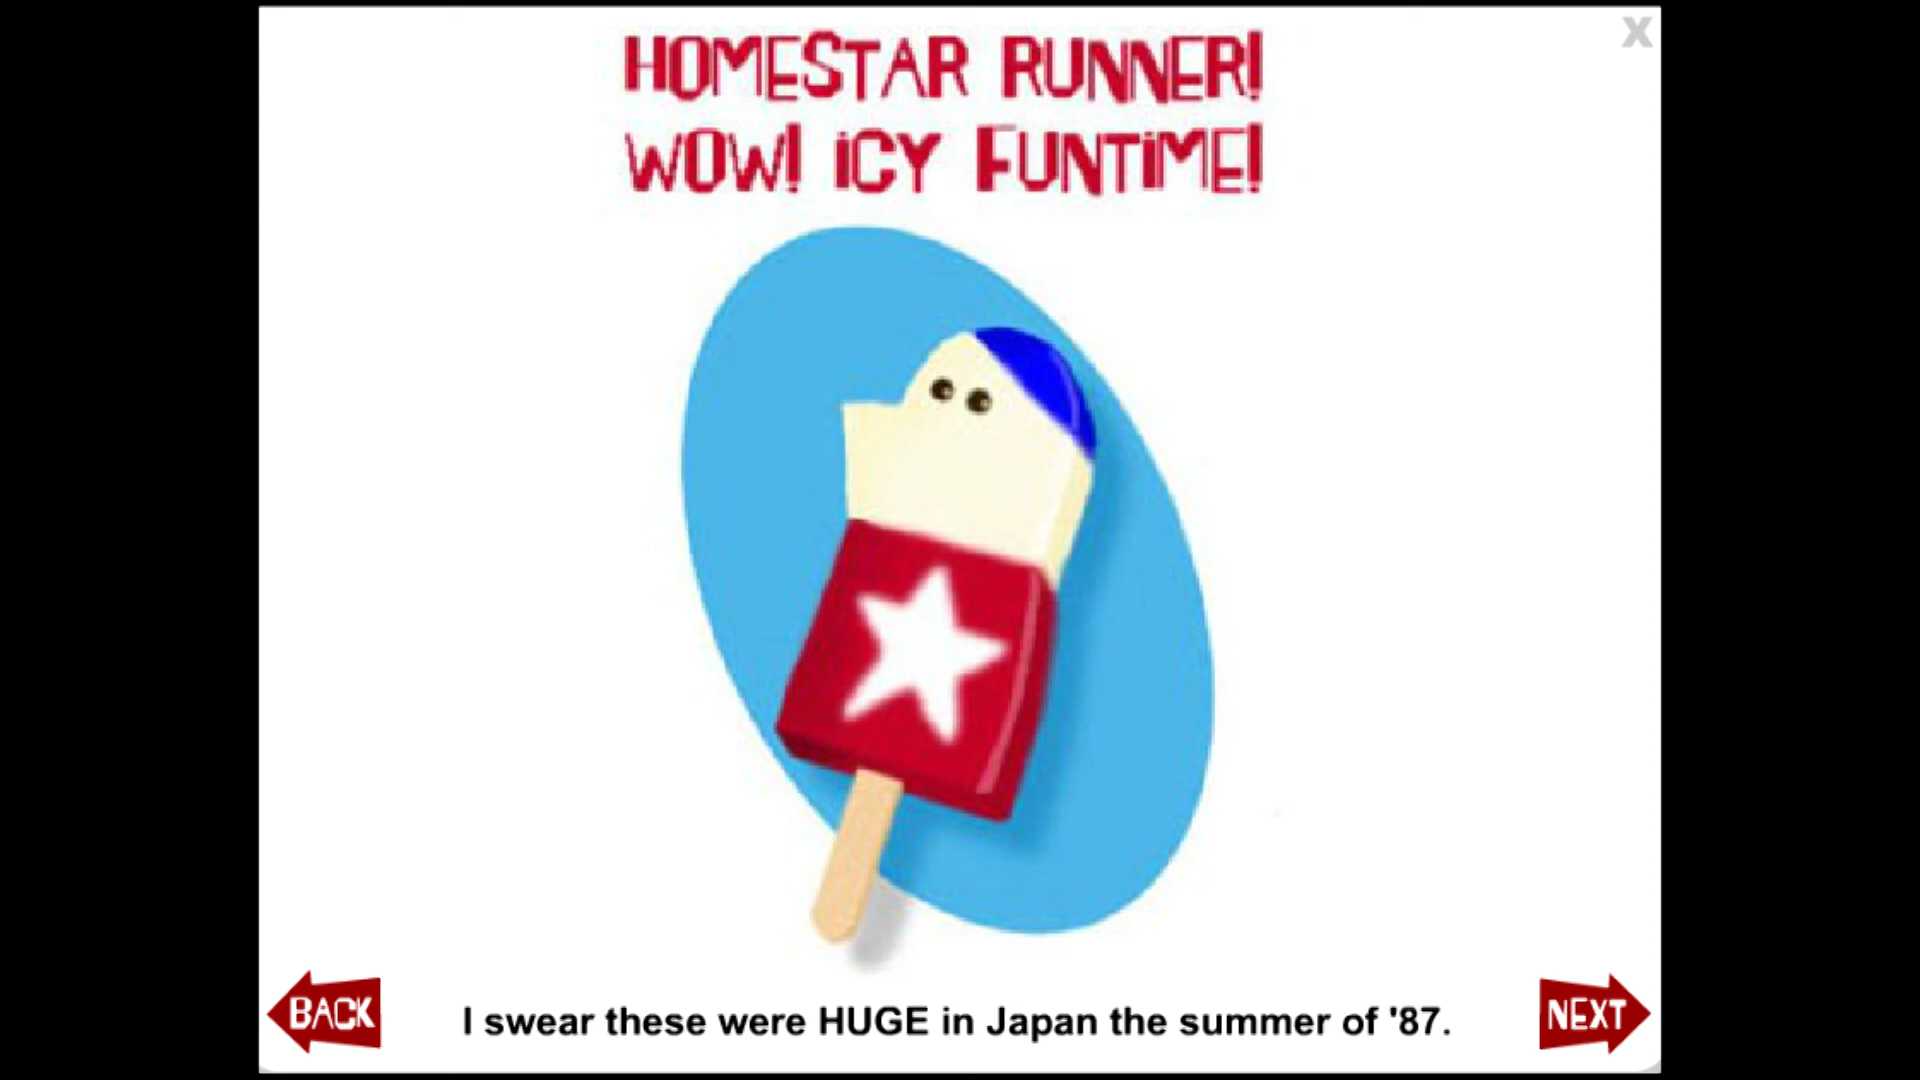 HOMESTAR RUNNER!
WOW! iCY FUNTiME!
X
BACK
I swear these were HUGE in Japan the summer of '87.
NEXT